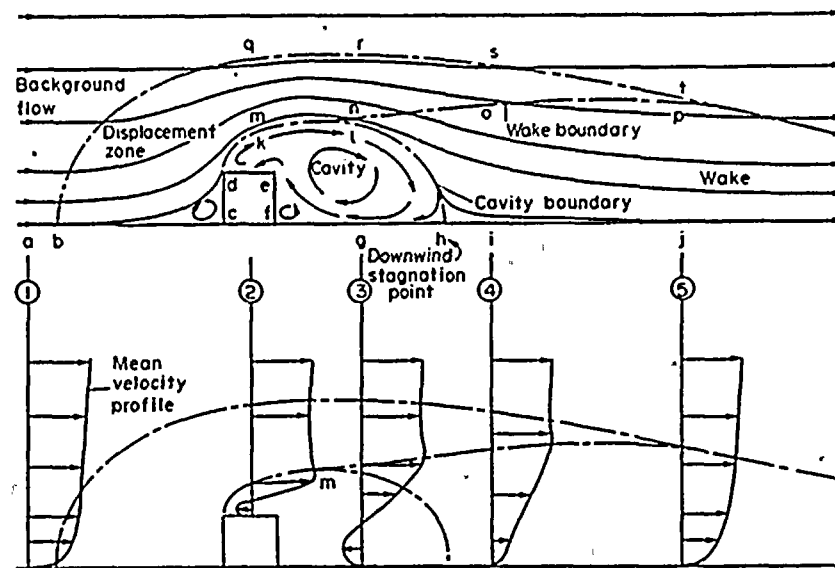 q r s
Background
flow
t
m n o p
Displacement
zone
Wake boundary
k l
Cavity
Wake
d e
Cavity boundary
c f
a b g h i j
Downwind
stagnation
point
1 2 3 4 5
Mean
velocity
profile
m